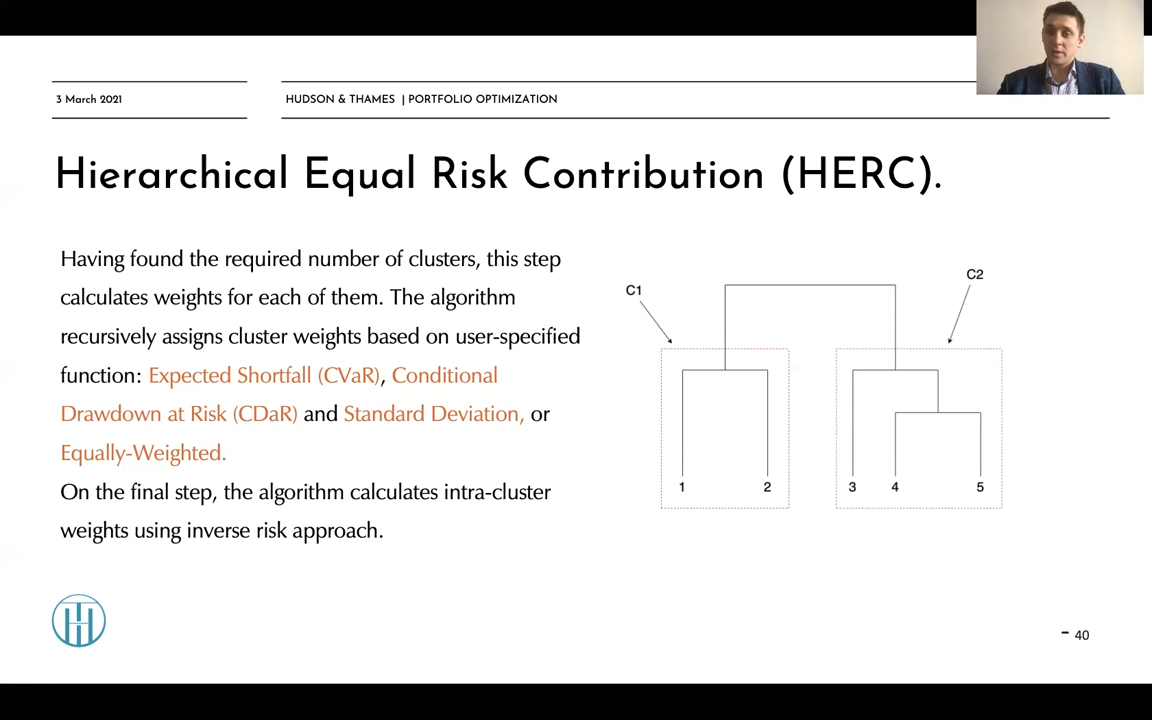 3 March 2021
HUDSON & THAMES | PORTFOLIO OPTIMIZATION
Hierarchical Equal Risk Contribution (HERC).
Having found the required number of clusters, this step
calculates weights for each of them. The algorithm
recursively assigns cluster weights based on user-specified
function: Expected Shortfall (CVaR), Conditional
Drawdown at Risk (CDaR) and Standard Deviation, or
Equally-Weighted.
On the final step, the algorithm calculates intra-cluster
weights using inverse risk approach.
C1
C2
1 2 3 4 5
- 40